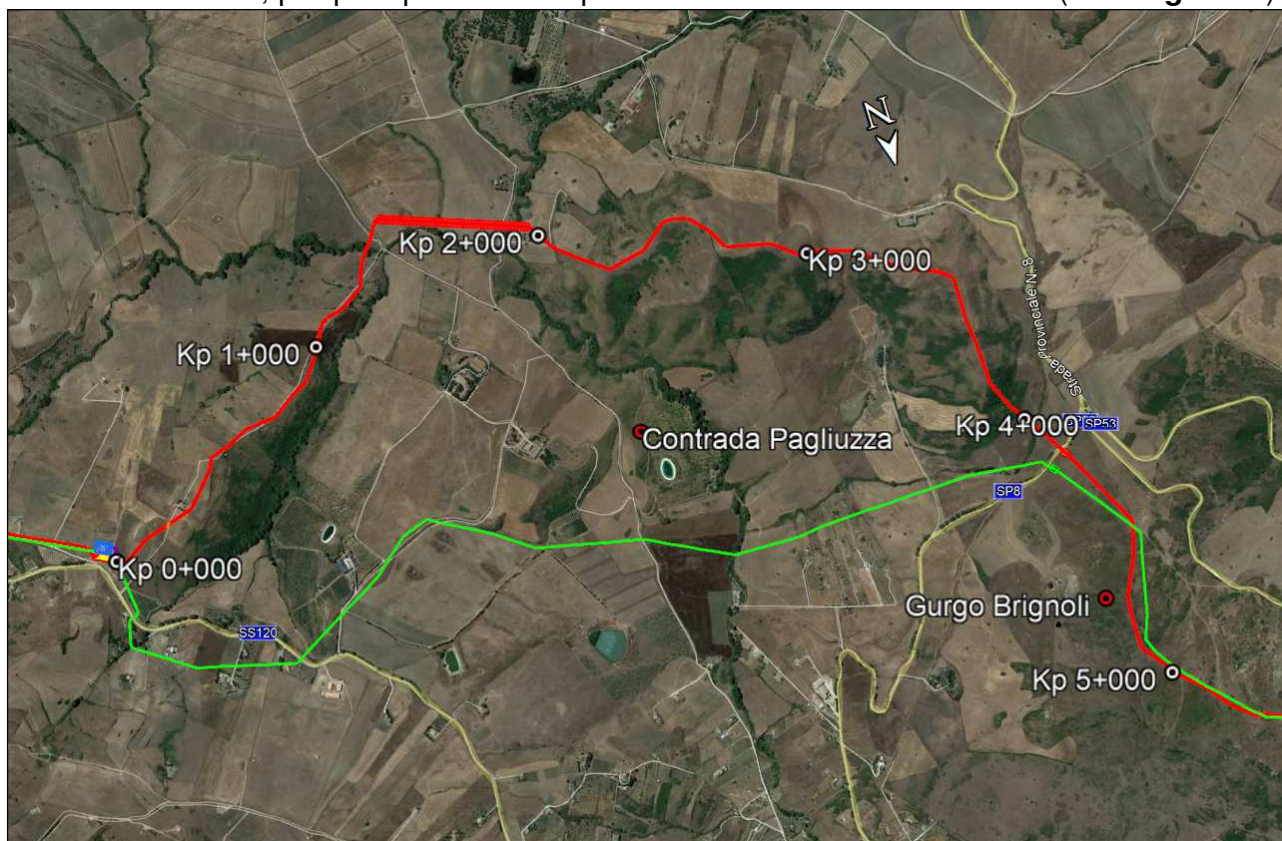 N
Kp 2+000
Kp 3+000
Strada Provinciale N. 8
Kp 1+000
Kp 4+000
SP53
Contrada Pagliuzza
SP8
Kp 0+000
Gurgo Brignoli
SS120
Kp 5+000